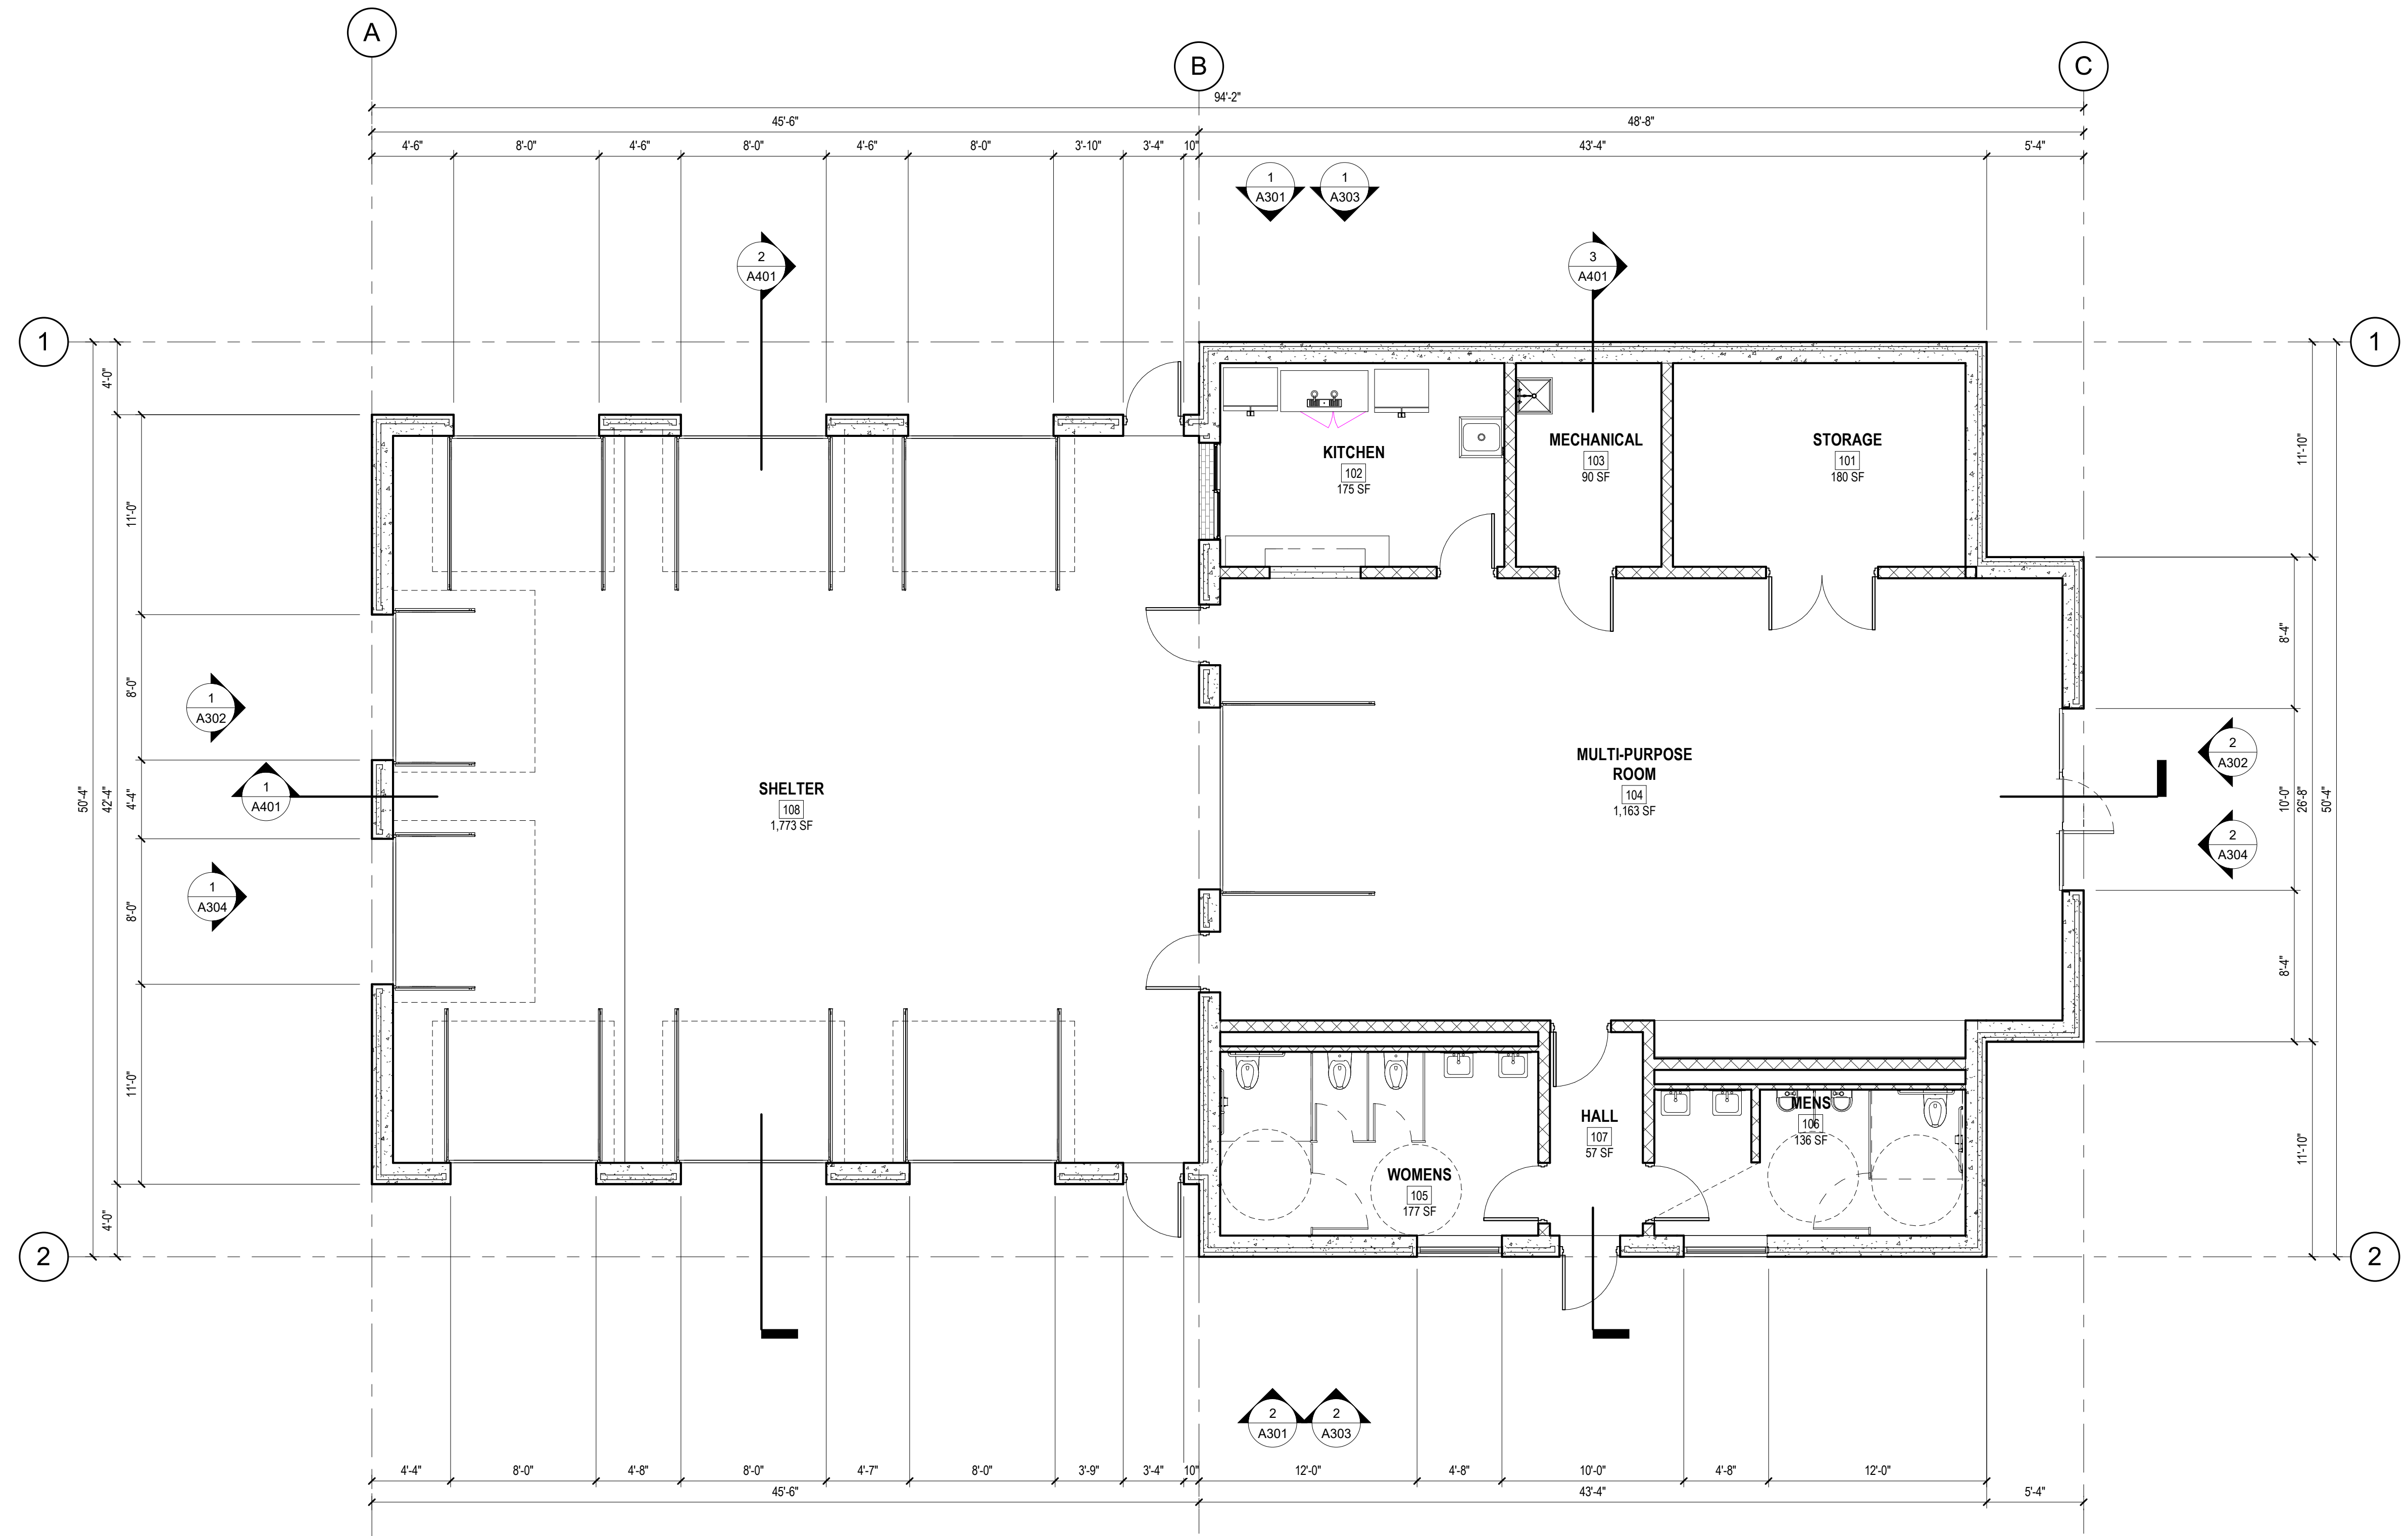 A
B
C
94'-2"
45'-6"
48'-8"
4'-6"
8'-0"
4'-6"
8'-0"
4'-6"
8'-0"
3'-10"
3'-4"
10"
43'-4"
5'-4"
1
A301
1
A303
2
A401
3
A401
1
1
4'-0"
11'-0"
8'-0"
4'-4"
8'-0"
11'-0"
4'-0"
42'-4"
50'-4"
KITCHEN
102
175 SF
MECHANICAL
103
90 SF
STORAGE
101
180 SF
11'-10"
8'-4"
10'-0"
26'-8"
50'-4"
8'-4"
11'-10"
1
A302
1
A401
1
A304
SHELTER
108
1,773 SF
MULTI-PURPOSE
ROOM
104
1,163 SF
2
A302
2
A304
WOMENS
105
177 SF
HALL
107
57 SF
MENS
106
136 SF
2
2
2
A301
2
A303
4'-4"
8'-0"
4'-8"
8'-0"
4'-7"
8'-0"
3'-9"
3'-4"
10"
12'-0"
4'-8"
10'-0"
4'-8"
12'-0"
45'-6"
43'-4"
5'-4"